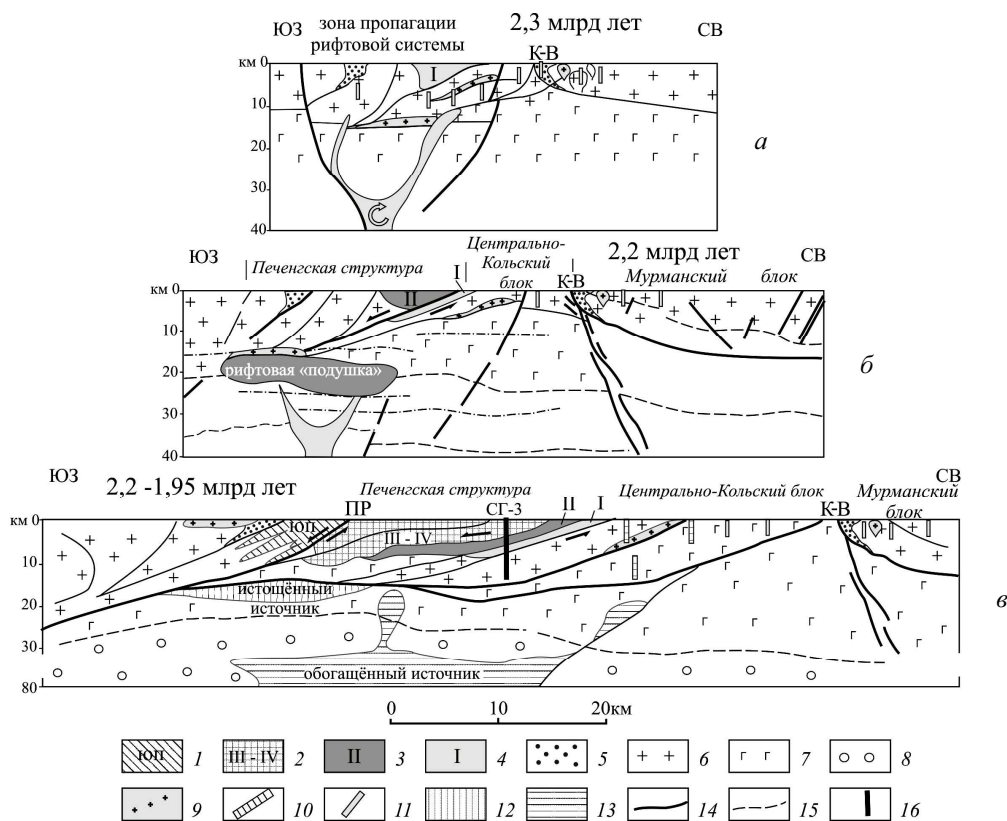 ЮЗ
зона пропагации
рифтовой системы
2,3 млрд лет
СВ
К-В
км 0
10
20
30
40
I
а
ЮЗ
Печенгская структура
I
Центрально-
Кольский
блок
К-В
2,2 млрд лет
Мурманский блок
СВ
км 0
10
20
30
40
II
рифтовая «подушка»
б
ЮЗ
2,2 -1,95 млрд лет
ПР
Печенгская структура
СГ-3
II
I
Центрально-Кольский блок
К-В
Мурманский
блок
СВ
км 0
10
20
30
80
ЮП
III - IV
истощённый
источник
обогащённый источник
в
0 10 20км
ЮП 1 III - IV 2 II 3 I 4 5 6 7 8
9 10 11 12 13 14 15 16